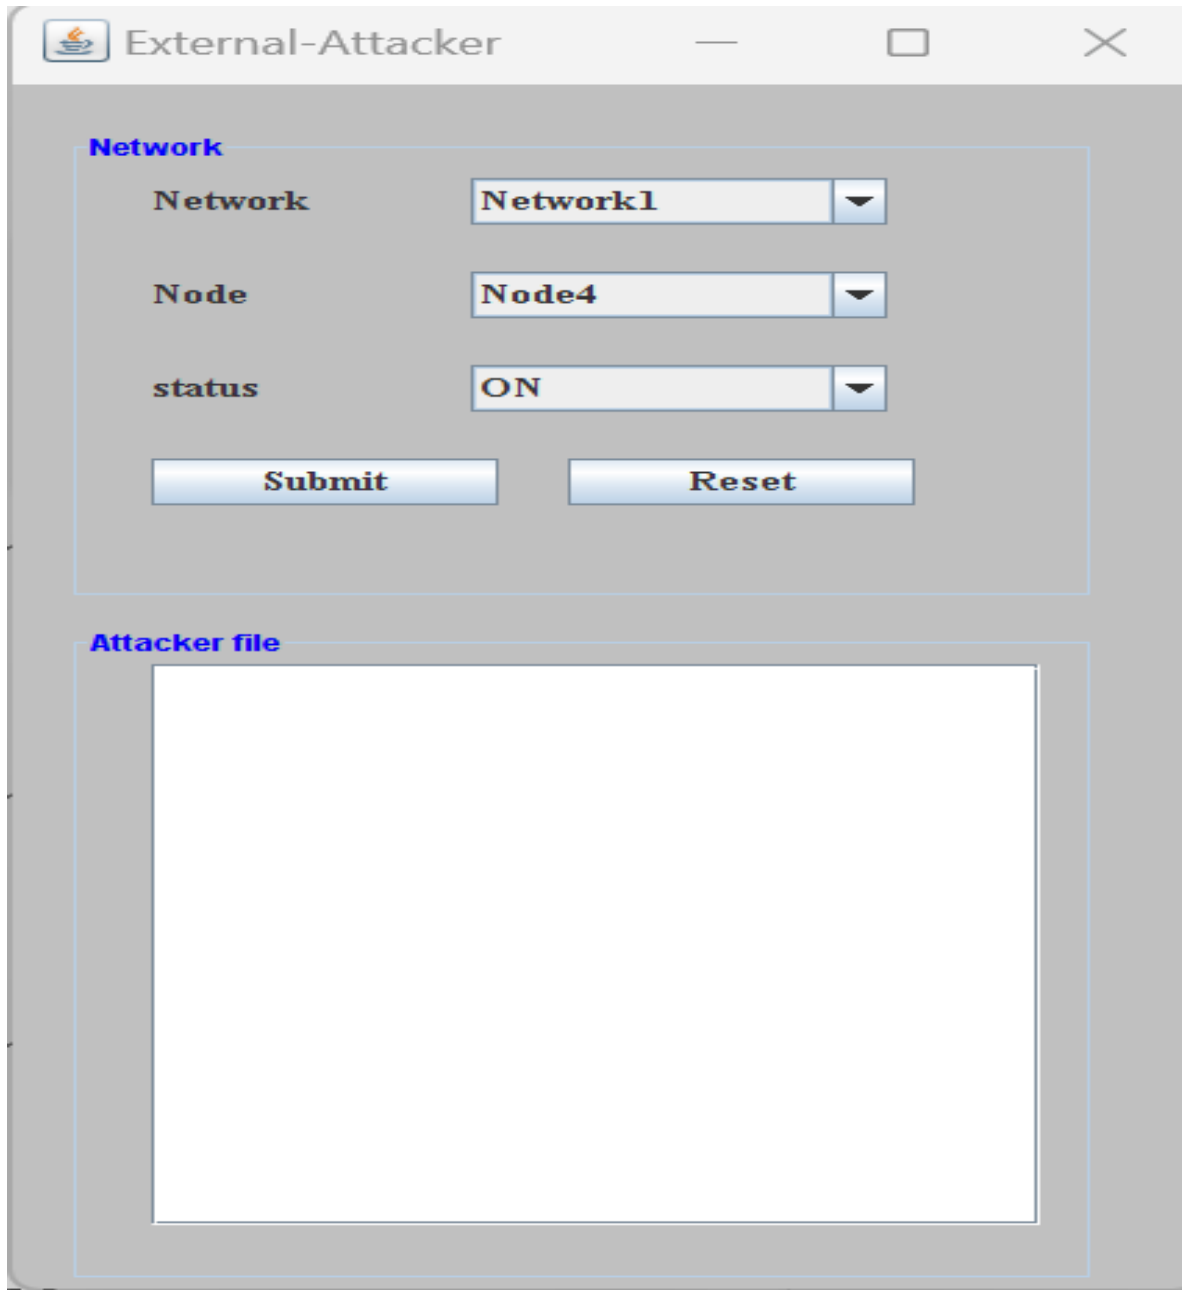 External-Attacker
Network
Network Network1
Node Node4
status ON
Submit Reset
Attacker file